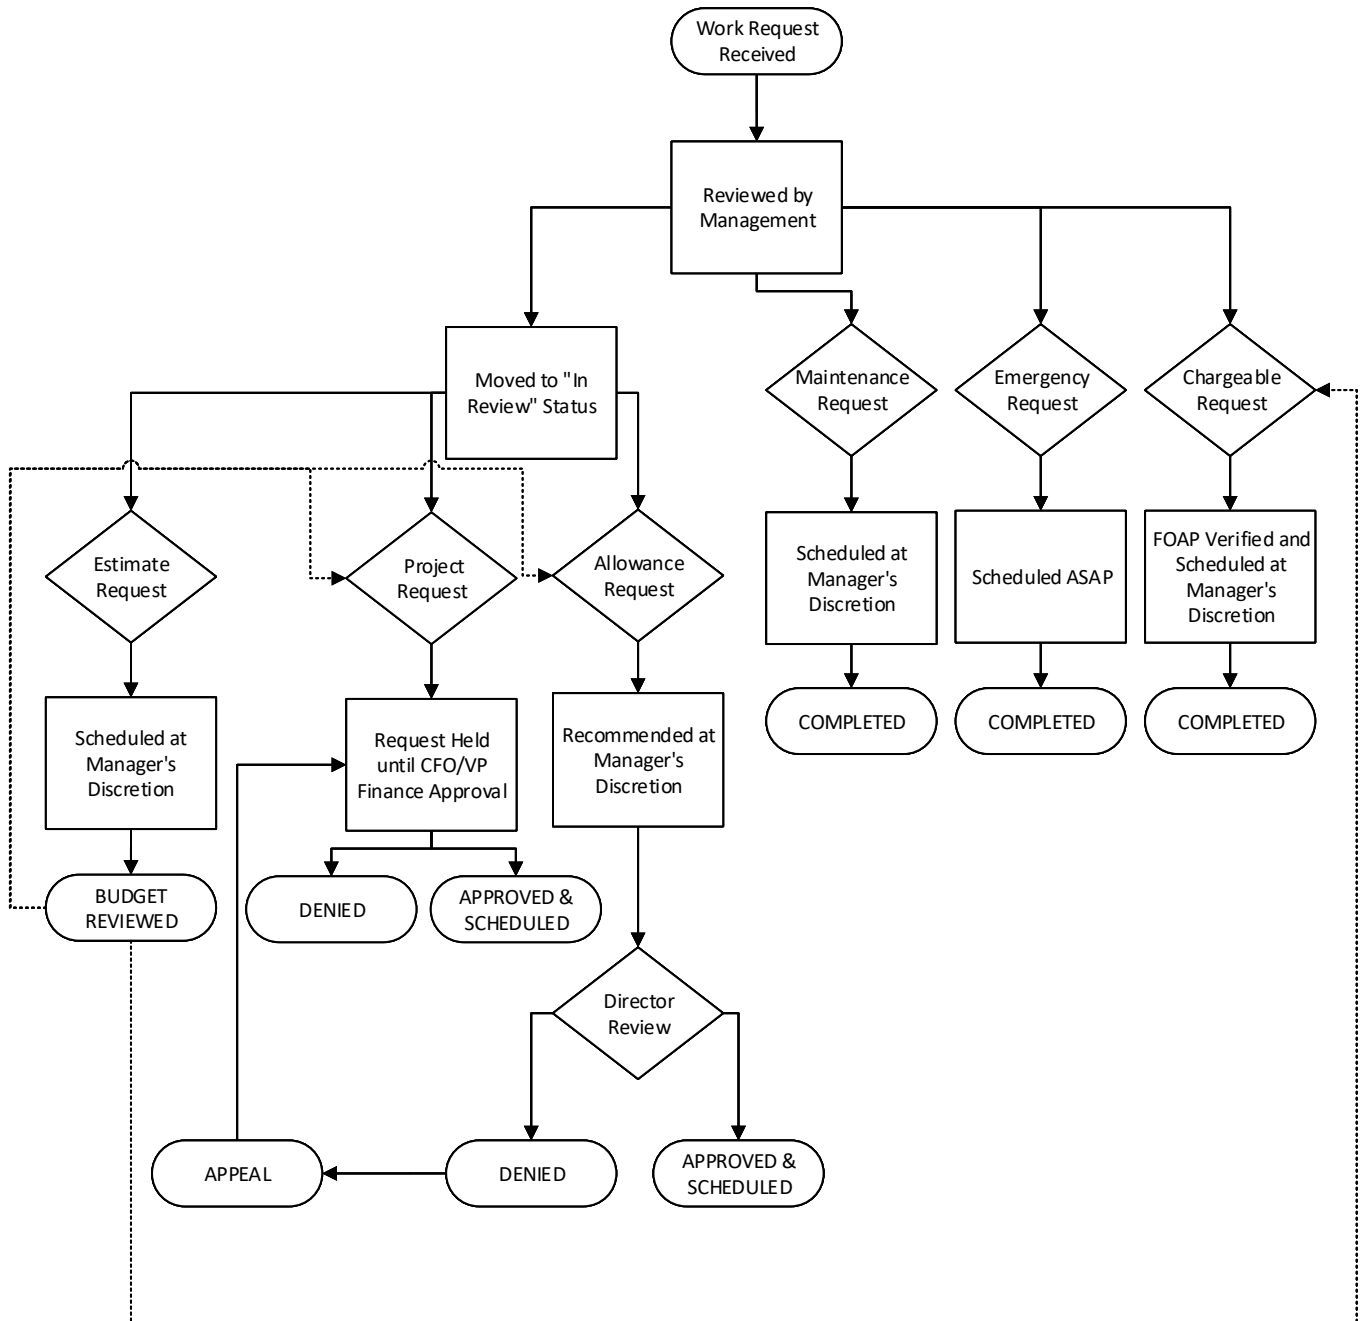 Work Request
Received
Reviewed by
Management
Moved to "In
Review" Status
Maintenance
Request
Emergency
Request
Chargeable
Request
Estimate
Request
Project
Request
Allowance
Request
Scheduled at
Manager's
Discretion
Scheduled ASAP
FOAP Verified and
Scheduled at
Manager's
Discretion
Scheduled at
Manager's
Discretion
Request Held
until CFO/VP
Finance Approval
Recommended at
Manager's
Discretion
COMPLETED
COMPLETED
COMPLETED
BUDGET
REVIEWED
DENIED
APPROVED &
SCHEDULED
Director
Review
APPEAL
DENIED
APPROVED &
SCHEDULED